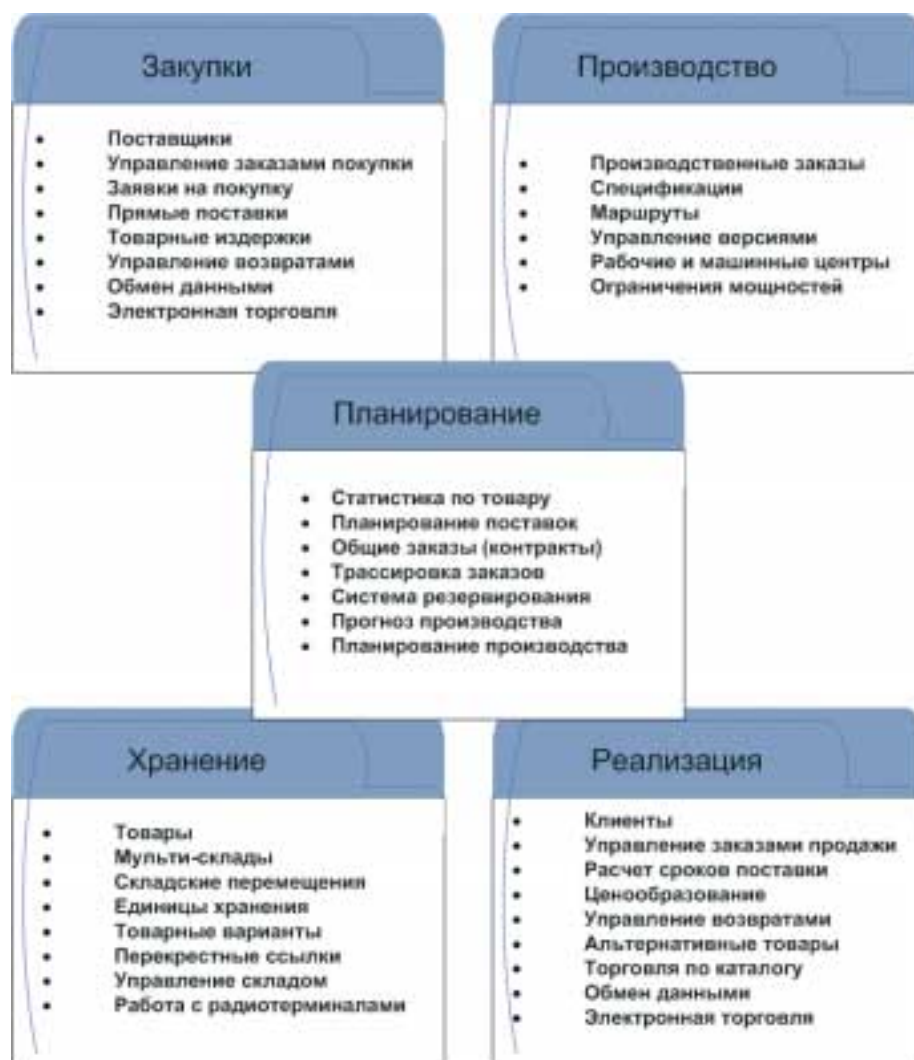 Закупки
• Поставщики
• Управление заказами покупки
• Заявки на покупку
• Прямые поставки
• Товарные издержки
• Управление возвратами
• Обмен данными
• Электронная торговля
Производство
• Производственные заказы
• Спецификации
• Маршруты
• Управление версиями
• Рабочие и машинные центры
• Ограничения мощностей
Планирование
• Статистика по товару
• Планирование поставок
• Общие заказы (контракты)
• Трассировка заказов
• Система резервирования
• Прогноз производства
• Планирование производства
Хранение
• Товары
• Мульти-склады
• Складские перемещения
• Единицы хранения
• Товарные варианты
• Перекрестные ссылки
• Управление складом
• Работа с радиотерминалами
Реализация
• Клиенты
• Управление заказами продажи
• Расчет сроков поставки
• Ценообразование
• Управление возвратами
• Альтернативные товары
• Торговля по каталогу
• Обмен данными
• Электронная торговля